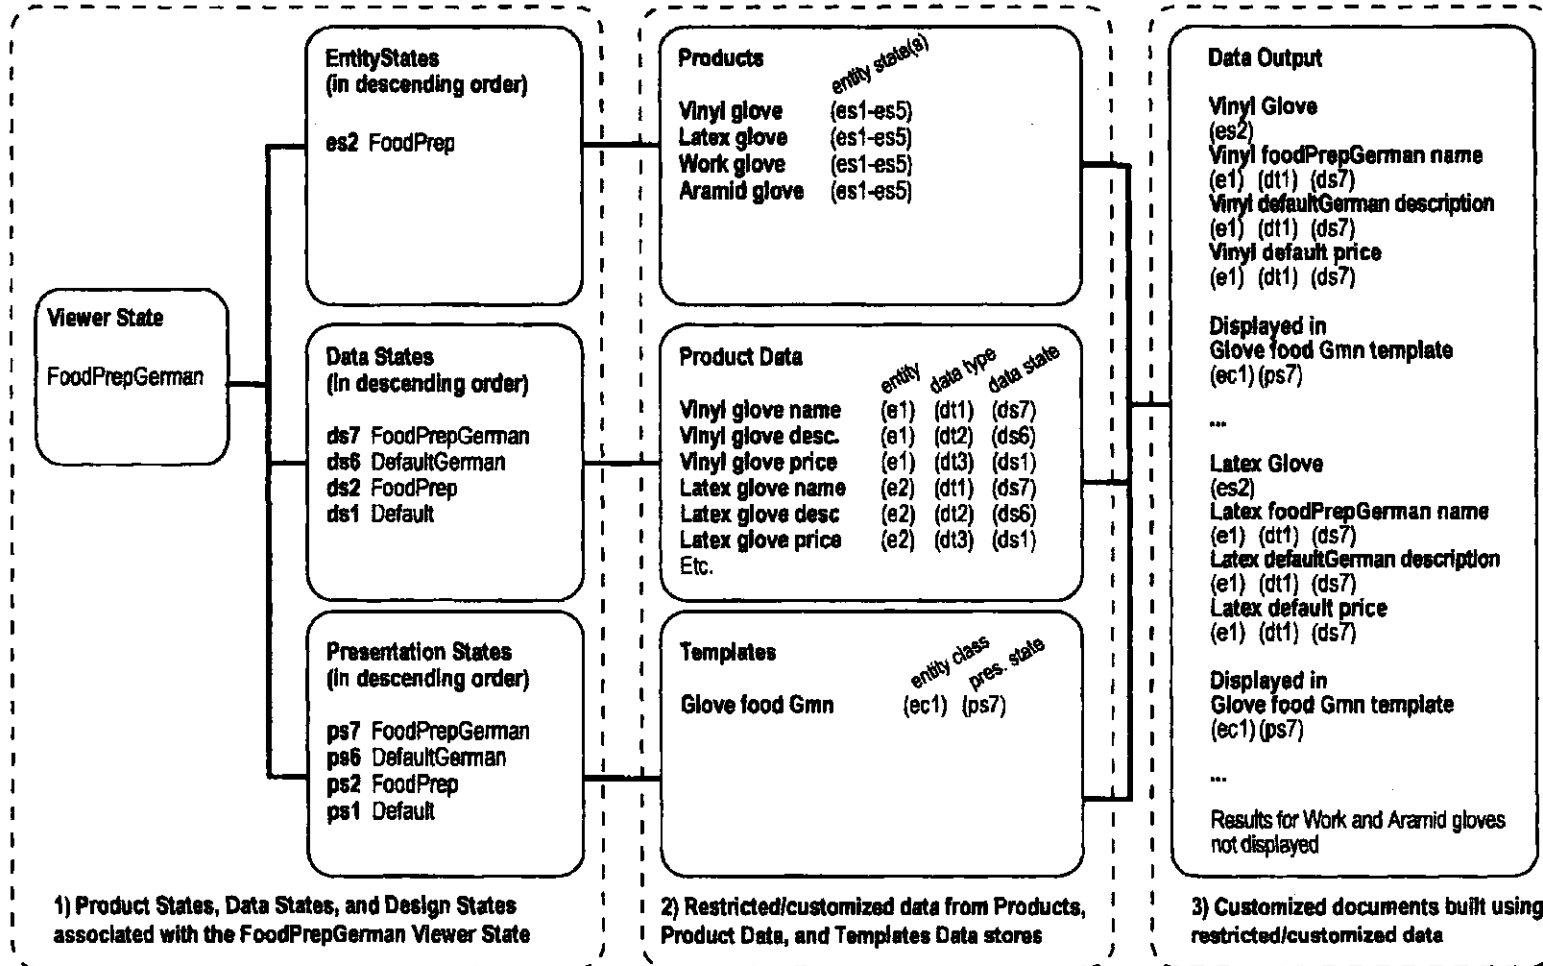 Viewer State
FoodPrepGerman
EntityStates
(in descending order)
es2 FoodPrep
Data States
(in descending order)
ds7 FoodPrepGerman
ds6 DefaultGerman
ds2 FoodPrep
ds1 Default
Presentation States
(in descending order)
ps7 FoodPrepGerman
ps6 DefaultGerman
ps2 FoodPrep
ps1 Default
1) Product States, Data States, and Design States
associated with the FoodPrepGerman Viewer State
Products
entity state(s)
Vinyl glove (es1-es5)
Latex glove (es1-es5)
Work glove (es1-es5)
Aramid glove (es1-es5)
Product Data
entity data type data state
Vinyl glove name (e1) (dt1) (ds7)
Vinyl glove desc. (e1) (dt2) (ds6)
Vinyl glove price (e1) (dt3) (ds1)
Latex glove name (e2) (dt1) (ds7)
Latex glove desc (e2) (dt2) (ds6)
Latex glove price (e2) (dt3) (ds1)
Etc.
Templates
entity class pres. state
Glove food Gmn (ec1) (ps7)
2) Restricted/customized data from Products,
Product Data, and Templates Data stores
Data Output
Vinyl Glove
(es2)
Vinyl foodPrepGerman name
(e1) (dt1) (ds7)
Vinyl defaultGerman description
(e1) (dt1) (ds7)
Vinyl default price
(e1) (dt1) (ds7)
Displayed in
Glove food Gmn template
(ec1) (ps7)
...
Latex Glove
(es2)
Latex foodPrepGerman name
(e1) (dt1) (ds7)
Latex defaultGerman description
(e1) (dt1) (ds7)
Latex default price
(e1) (dt1) (ds7)
Displayed in
Glove food Gmn template
(ec1) (ps7)
...
Results for Work and Aramid gloves
not displayed
3) Customized documents built using
restricted/customized data